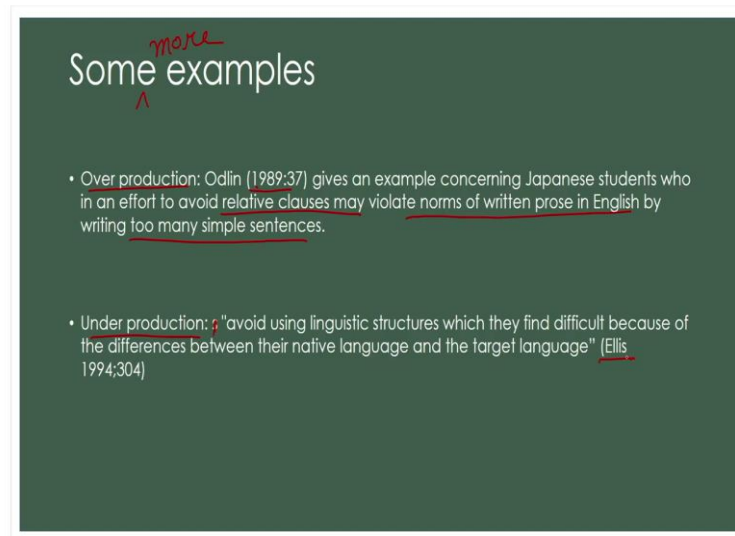 more
Some examples
• Over production: Odlin (1989:37) gives an example concerning Japanese students who
in an effort to avoid relative clauses may violate norms of written prose in English by
writing too many simple sentences.
• Under production: s "avoid using linguistic structures which they find difficult because of
the differences between their native language and the target language" (Ellis
1994;304)